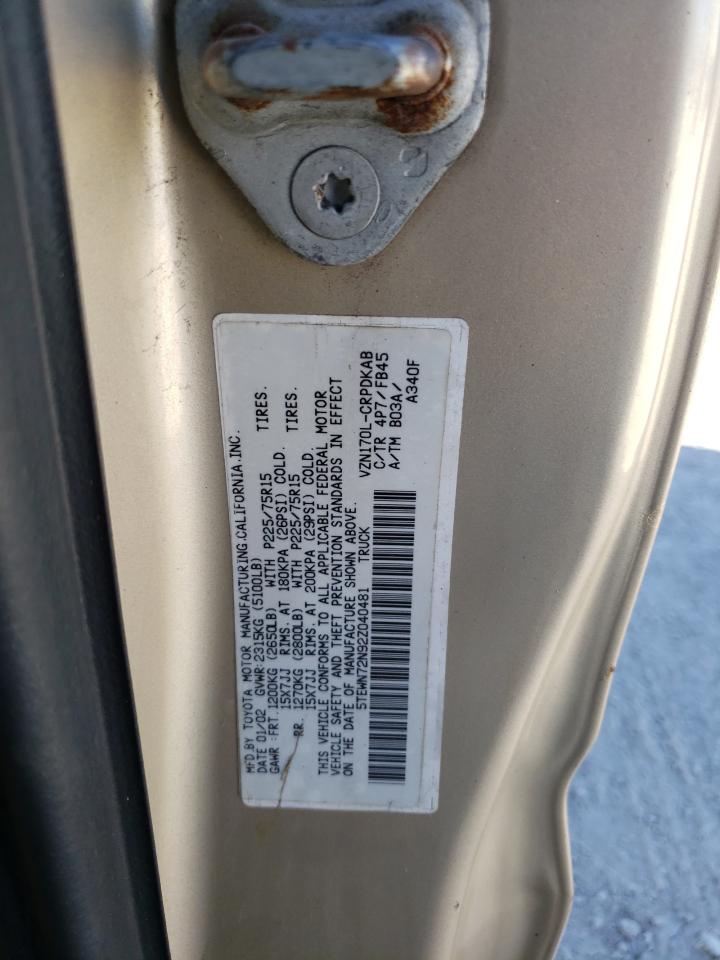 MFD.BY TOYOTA MOTOR MANUFACTURING.CALIFORNIA.INC.
DATE 01/02 GVWR:2315KG (5100LB)
GAWR :FRT.1200KG (2650LB) WITH P225/75R15 TIRES.
15X7JJ RIMS. AT 180KPA (26PSI) COLD.
RR. 1270KG (2800LB) WITH P225/75R15 TIRES.
15X7JJ RIMS. AT 200KPA (29PSI) COLD.
THIS VEHICLE CONFORMS TO ALL APPLICABLE FEDERAL MOTOR
VEHICLE SAFETY AND THEFT PREVENTION STANDARDS IN EFFECT
ON THE DATE OF MANUFACTURE SHOWN ABOVE.
5TEWN72N92Z040481 TRUCK VZN170L-CRPDKAB
C/TR 4P7/FB45
A/TM B03A/
A340F